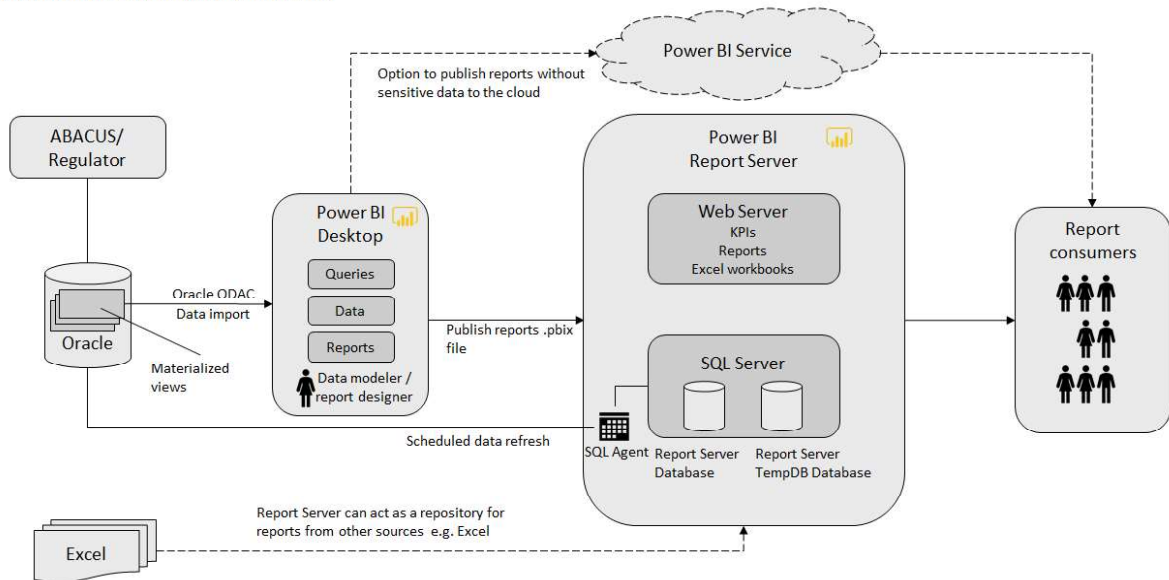 Power BI Service
Option to publish reports without
sensitive data to the cloud
ABACUS/
Regulator
Power BI
Desktop
Queries
Data
Reports
Data modeler /
report designer
Oracle ODAC
Data import
Oracle
Materialized
views
Publish reports .pbix
file
Scheduled data refresh
Power BI
Report Server
Web Server
KPIs
Reports
Excel workbooks
SQL Server
SQL Agent
Report Server
Database
Report Server
TempDB Database
Report
consumers
Report Server can act as a repository for
reports from other sources e.g. Excel
Excel